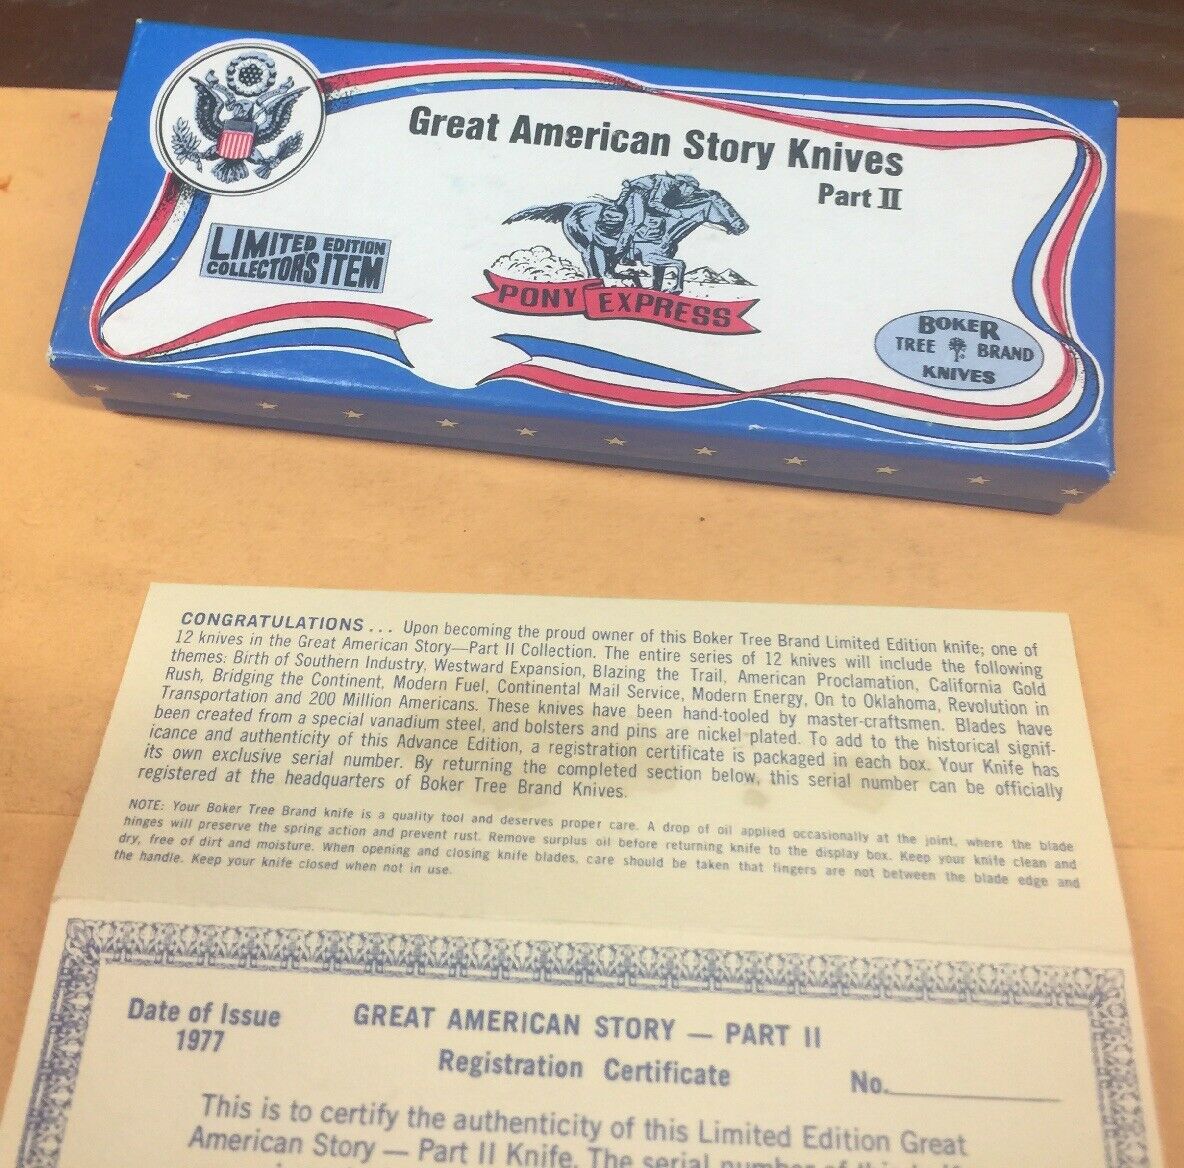 Great American Story Knives
Part II
LIMITED EDITION
COLLECTORS ITEM
PONY EXPRESS
BOKER
TREE BRAND
KNIVES
CONGRATULATIONS... Upon becoming the proud owner of this Boker Tree Brand Limited Edition knife; one of
12 knives in the Great American Story—Part II Collection. The entire series of 12 knives will include the following
themes: Birth of Southern Industry, Westward Expansion, Blazing the Trail, American Proclamation, California Gold
Rush, Bridging the Continent, Modern Fuel, Continental Mail Service, Modern Energy, On to Oklahoma, Revolution in
Transportation and 200 Million Americans. These knives have been hand-tooled by master-craftsmen. Blades have
been created from a special vanadium steel, and bolsters and pins are nickel plated. To add to the historical signif-
icance and authenticity of this Advance Edition, a registration certificate is packaged in each box. Your Knife has
its own exclusive serial number. By returning the completed section below, this serial number can be officially
registered at the headquarters of Boker Tree Brand Knives.
NOTE: Your Boker Tree Brand knife is a quality tool and deserves proper care. A drop of oil applied occasionally at the joint, where the blade
hinges will preserve the spring action and prevent rust. Remove surplus oil before returning knife to the display box. Keep your knife clean and
dry, free of dirt and moisture. When opening and closing knife blades, care should be taken that fingers are not between the blade edge and
the handle. Keep your knife closed when not in use.
Date of Issue
1977
GREAT AMERICAN STORY — PART II
Registration Certificate
No.
This is to certify the authenticity of this Limited Edition Great
American Story — Part II Knife. The serial number of this